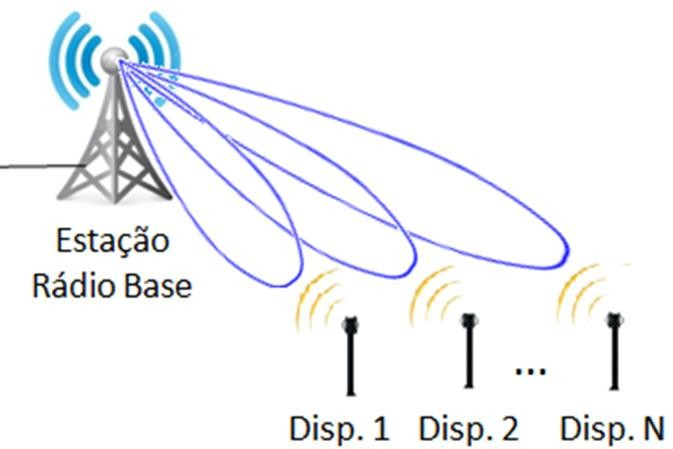 Estação
Rádio Base
...
Disp. 1 Disp. 2 Disp. N